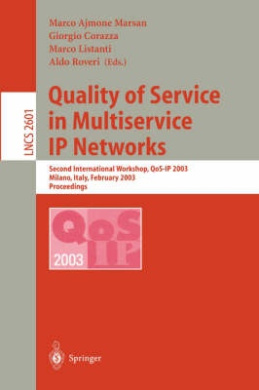 Marco Ajmone Marsan
Giorgio Corazza
Marco Listanti
Aldo Roveri (Eds.)
LNCS 2601
Quality of Service
in Multiservice
IP Networks
Second International Workshop, QoS-IP 2003
Milano, Italy, February 2003
Proceedings
QoS
IP
2003
Springer